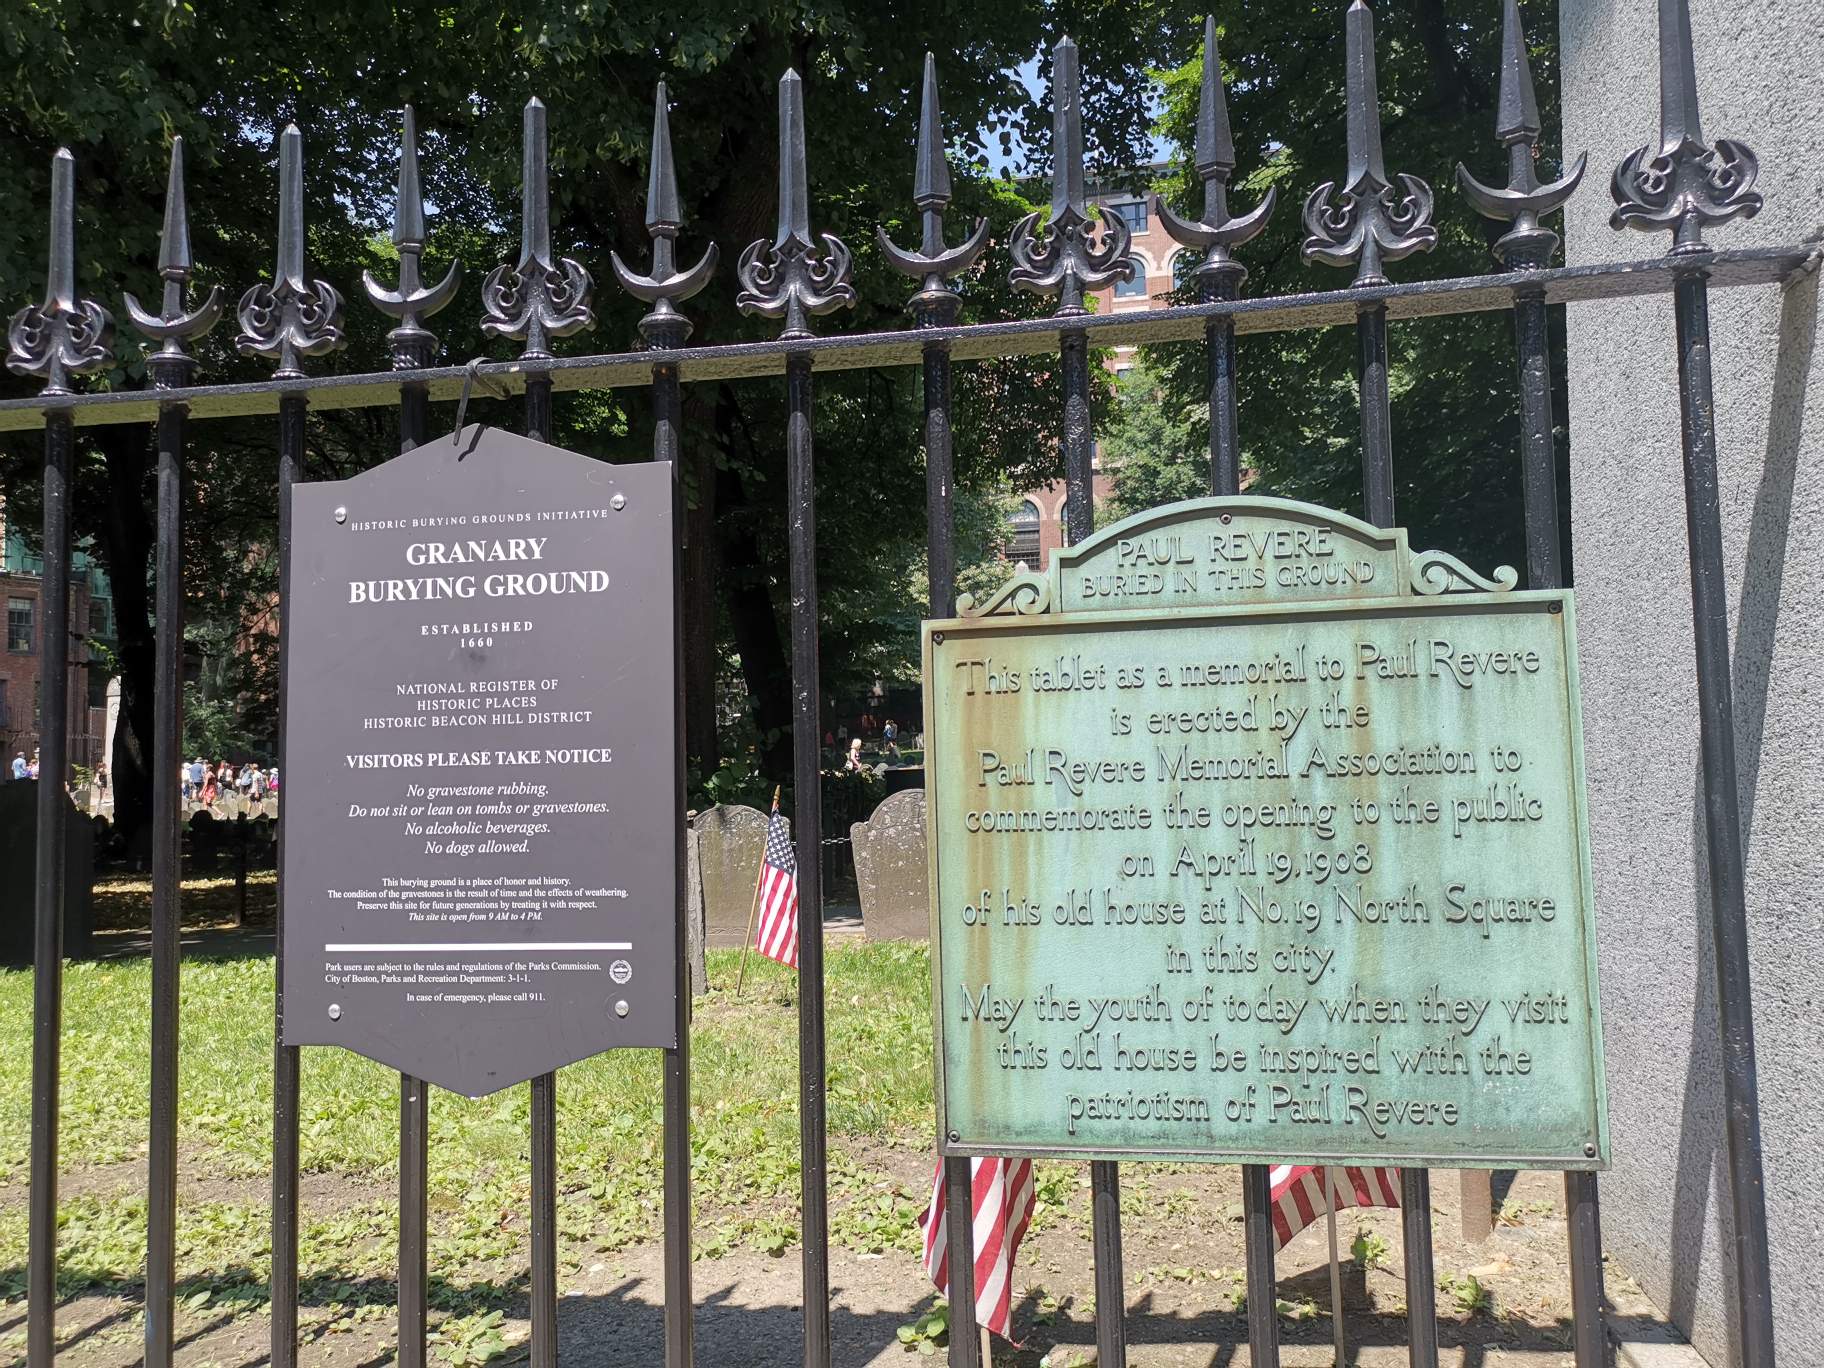 HISTORIC BURYING GROUNDS INITIATIVE
GRANARY
BURYING GROUND
ESTABLISHED
1660
NATIONAL REGISTER OF
HISTORIC PLACES
HISTORIC BEACON HILL DISTRICT
VISITORS PLEASE TAKE NOTICE
No gravestone rubbing.
Do not sit or lean on tombs or gravestones.
No alcoholic beverages.
No dogs allowed.
This burying ground is a place of honor and history.
The condition of the gravestones is the result of time and the effects of weathering.
Preserve this site for future generations by treating it with respect.
This site is open from 9 AM to 4 PM.
Park users are subject to the rules and regulations of the Parks Commission.
City of Boston, Parks and Recreation Department: 3-1-1.
In case of emergency, please call 911.
PAUL REVERE
BURIED IN THIS GROUND
This tablet as a memorial to Paul Revere
is erected by the
Paul Revere Memorial Association to
commemorate the opening to the public
on April 19, 1908
of his old house at No. 19 North Square
in this city.
May the youth of today when they visit
this old house be inspired with the
patriotism of Paul Revere